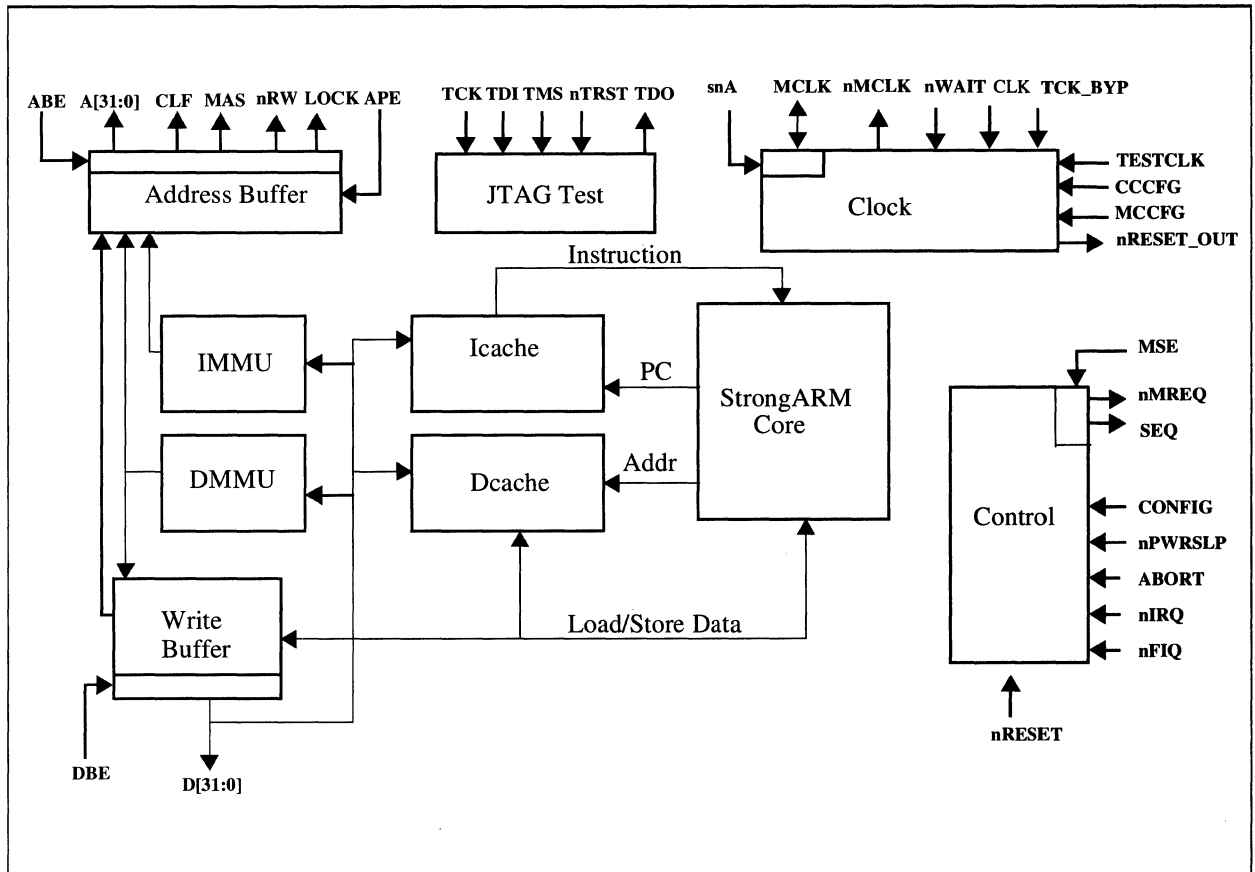 ABE A[31:0] CLF MAS nRW LOCK APE
TCK TDI TMS nTRST TDO
snA MCLK nMCLK nWAIT CLK TCK_BYP
Address Buffer
JTAG Test
Clock
TESTCLK
CCCFG
MCCFG
nRESET_OUT
Instruction
IMMU
Icache
PC
StrongARM
Core
MSE
nMREQ
SEQ
DMMU
Dcache
Addr
Control
CONFIG
nPWRSLP
ABORT
nIRQ
nFIQ
Write
Buffer
Load/Store Data
nRESET
DBE
D[31:0]